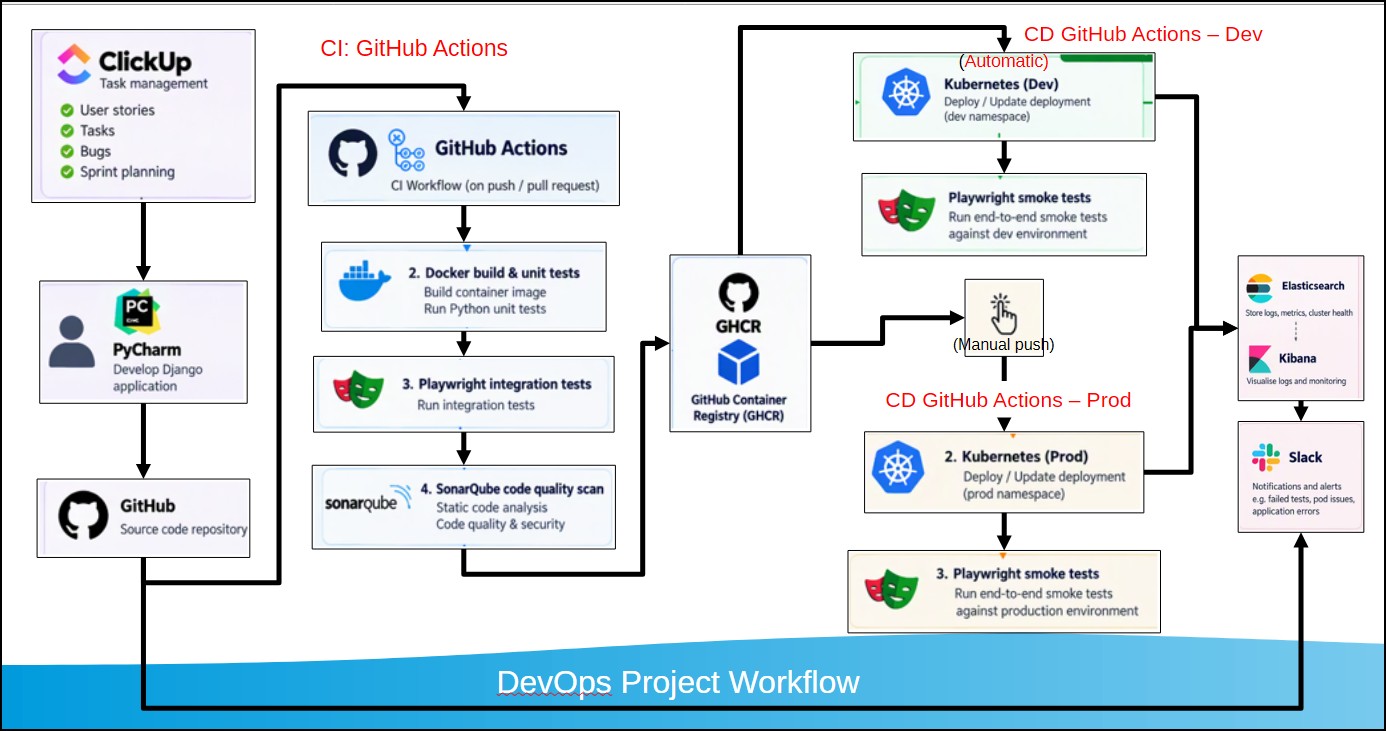 ClickUp
Task management
User stories
Tasks
Bugs
Sprint planning
PC
PyCharm
Develop Django
application
GitHub
Source code repository
CI: GitHub Actions
GitHub Actions
CI Workflow (on push / pull request)
2. Docker build & unit tests
Build container image
Run Python unit tests
3. Playwright integration tests
Run integration tests
sonarqube
4. SonarQube code quality scan
Static code analysis
Code quality & security
GHCR
GitHub Container
Registry (GHCR)
CD GitHub Actions – Dev
(Automatic)
Kubernetes (Dev)
Deploy / Update deployment
(dev namespace)
Playwright smoke tests
Run end-to-end smoke tests
against dev environment
(Manual push)
CD GitHub Actions – Prod
2. Kubernetes (Prod)
Deploy / Update deployment
(prod namespace)
3. Playwright smoke tests
Run end-to-end smoke tests
against production environment
Elasticsearch
Store logs, metrics, cluster health
Kibana
Visualise logs and monitoring
Slack
Notifications and alerts
e.g. failed tests, pod issues,
application errors
DevOps Project Workflow